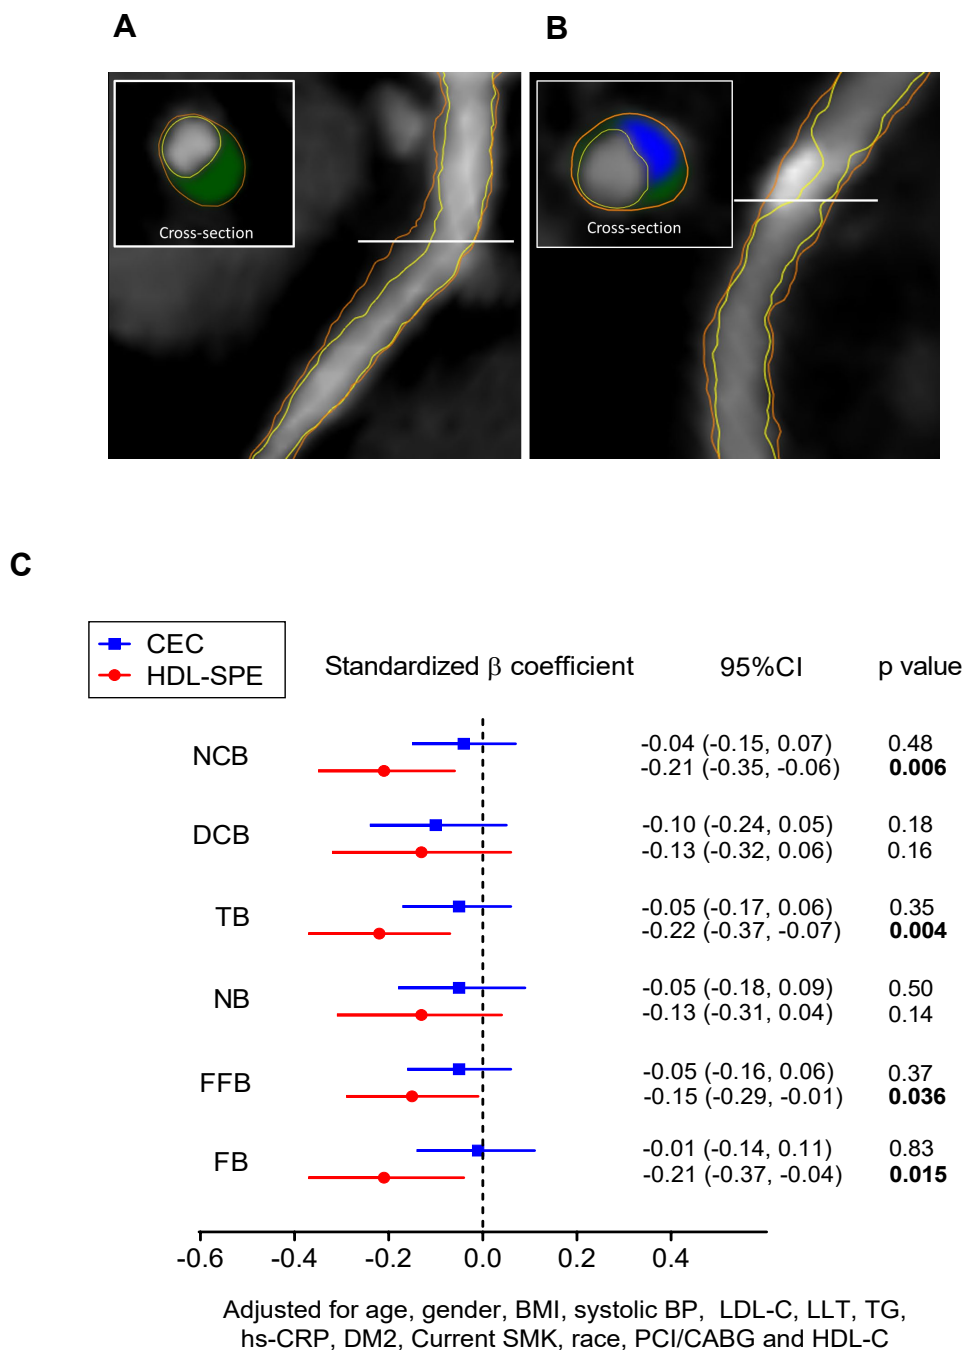 A
B
Cross-section
Cross-section
C
CEC
HDL-SPE
Standardized β coefficient 95%CI p value
NCB -0.04 (-0.15, 0.07) 0.48
-0.21 (-0.35, -0.06) 0.006
DCB -0.10 (-0.24, 0.05) 0.18
-0.13 (-0.32, 0.06) 0.16
TB -0.05 (-0.17, 0.06) 0.35
-0.22 (-0.37, -0.07) 0.004
NB -0.05 (-0.18, 0.09) 0.50
-0.13 (-0.31, 0.04) 0.14
FFB -0.05 (-0.16, 0.06) 0.37
-0.15 (-0.29, -0.01) 0.036
FB -0.01 (-0.14, 0.11) 0.83
-0.21 (-0.37, -0.04) 0.015
-0.6 -0.4 -0.2 0.0 0.2 0.4
Adjusted for age, gender, BMI, systolic BP, LDL-C, LLT, TG,
hs-CRP, DM2, Current SMK, race, PCI/CABG and HDL-C